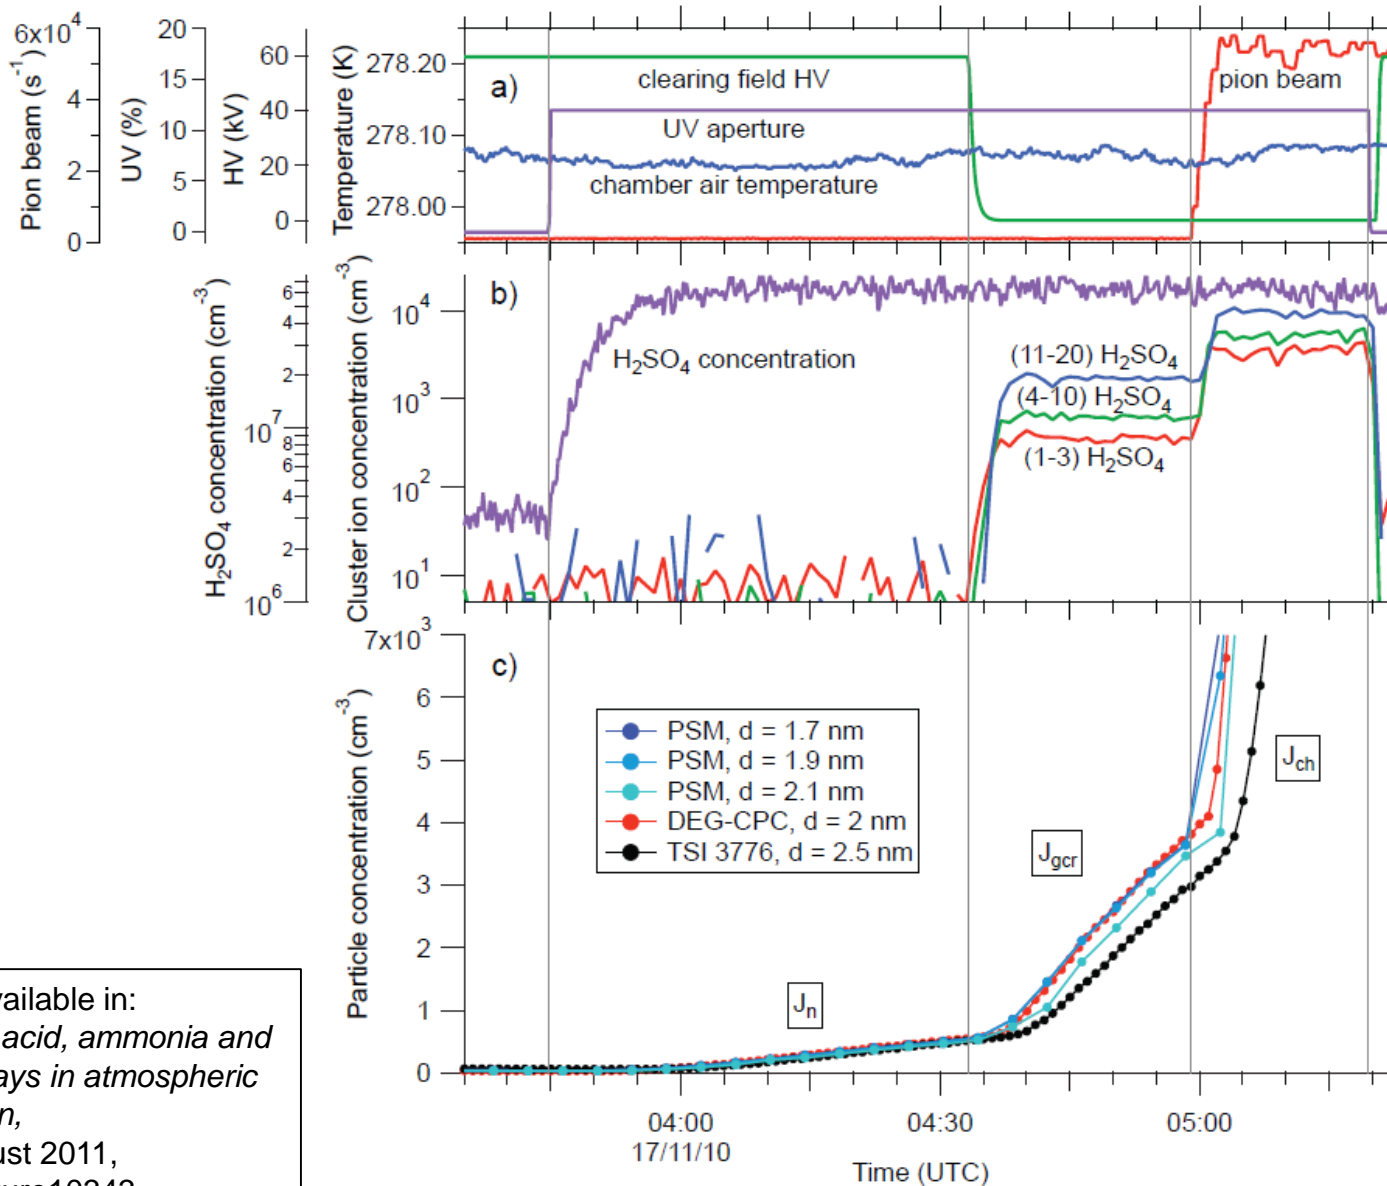 6x10⁴
4
2
0
Pion beam (s⁻¹)
20
15
10
5
0
UV (%)
60
40
20
0
HV (kV)
278.20
278.10
278.00
Temperature (K)
a)
clearing field HV
pion beam
UV aperture
chamber air temperature
6
4
2
10⁷
8
6
4
2
10⁶
H₂SO₄ concentration (cm⁻³)
10⁴
10³
10²
10¹
Cluster ion concentration (cm⁻³)
b)
H₂SO₄ concentration
(11-20) H₂SO₄
(4-10) H₂SO₄
(1-3) H₂SO₄
7x10³
6
5
4
3
2
1
0
Particle concentration (cm⁻³)
c)
PSM, d = 1.7 nm
PSM, d = 1.9 nm
PSM, d = 2.1 nm
DEG-CPC, d = 2 nm
TSI 3776, d = 2.5 nm
Jch
Jgcr
Jn
04:00
04:30
05:00
17/11/10
Time (UTC)
vailable in:
acid, ammonia and
ays in atmospheric
n,
ust 2011,